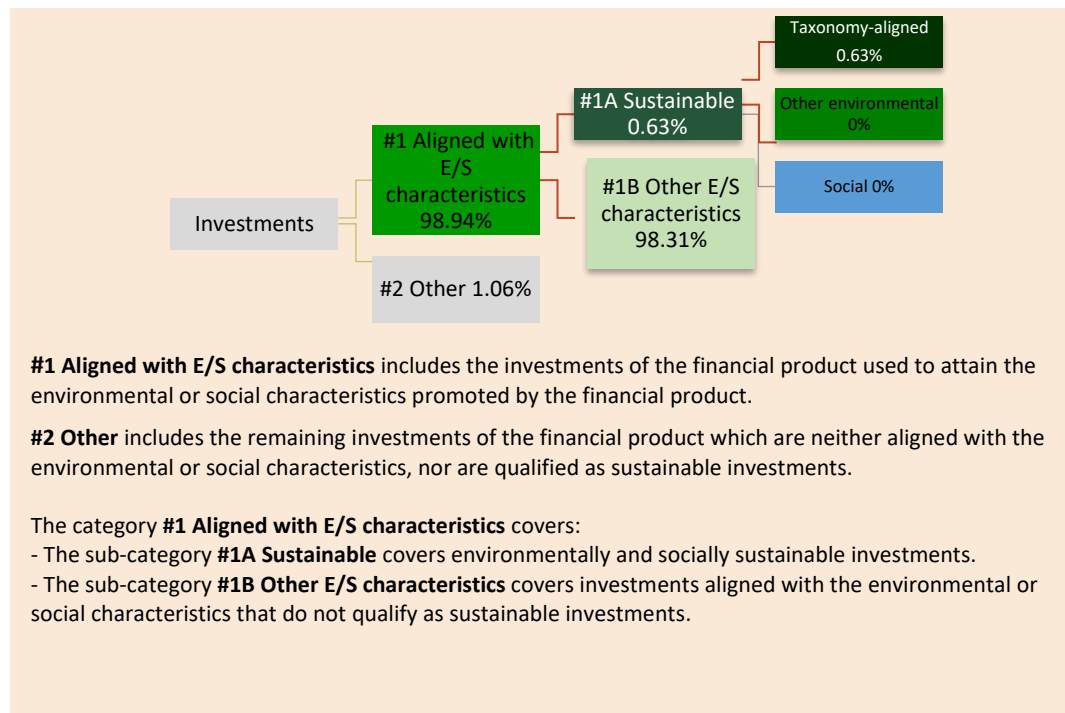 Taxonomy-aligned
0.63%
#1A Sustainable
0.63%
Other environmental
0%
#1 Aligned with
E/S
characteristics
98.94%
#1B Other E/S
characteristics
98.31%
Social 0%
Investments
#2 Other 1.06%
#1 Aligned with E/S characteristics includes the investments of the financial product used to attain the
environmental or social characteristics promoted by the financial product.
#2 Other includes the remaining investments of the financial product which are neither aligned with the
environmental or social characteristics, nor are qualified as sustainable investments.
The category #1 Aligned with E/S characteristics covers:
- The sub-category #1A Sustainable covers environmentally and socially sustainable investments.
- The sub-category #1B Other E/S characteristics covers investments aligned with the environmental or
social characteristics that do not qualify as sustainable investments.